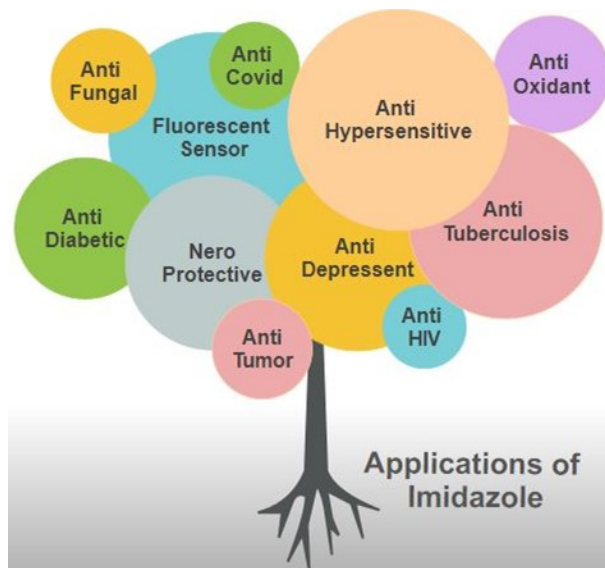 Anti
Fungal
Anti
Covid
Anti
Hypersensitive
Anti
Oxidant
Fluorescent
Sensor
Anti
Diabetic
Nero
Protective
Anti
Depressent
Anti
Tuberculosis
Anti
Tumor
Anti
HIV
Applications of
Imidazole